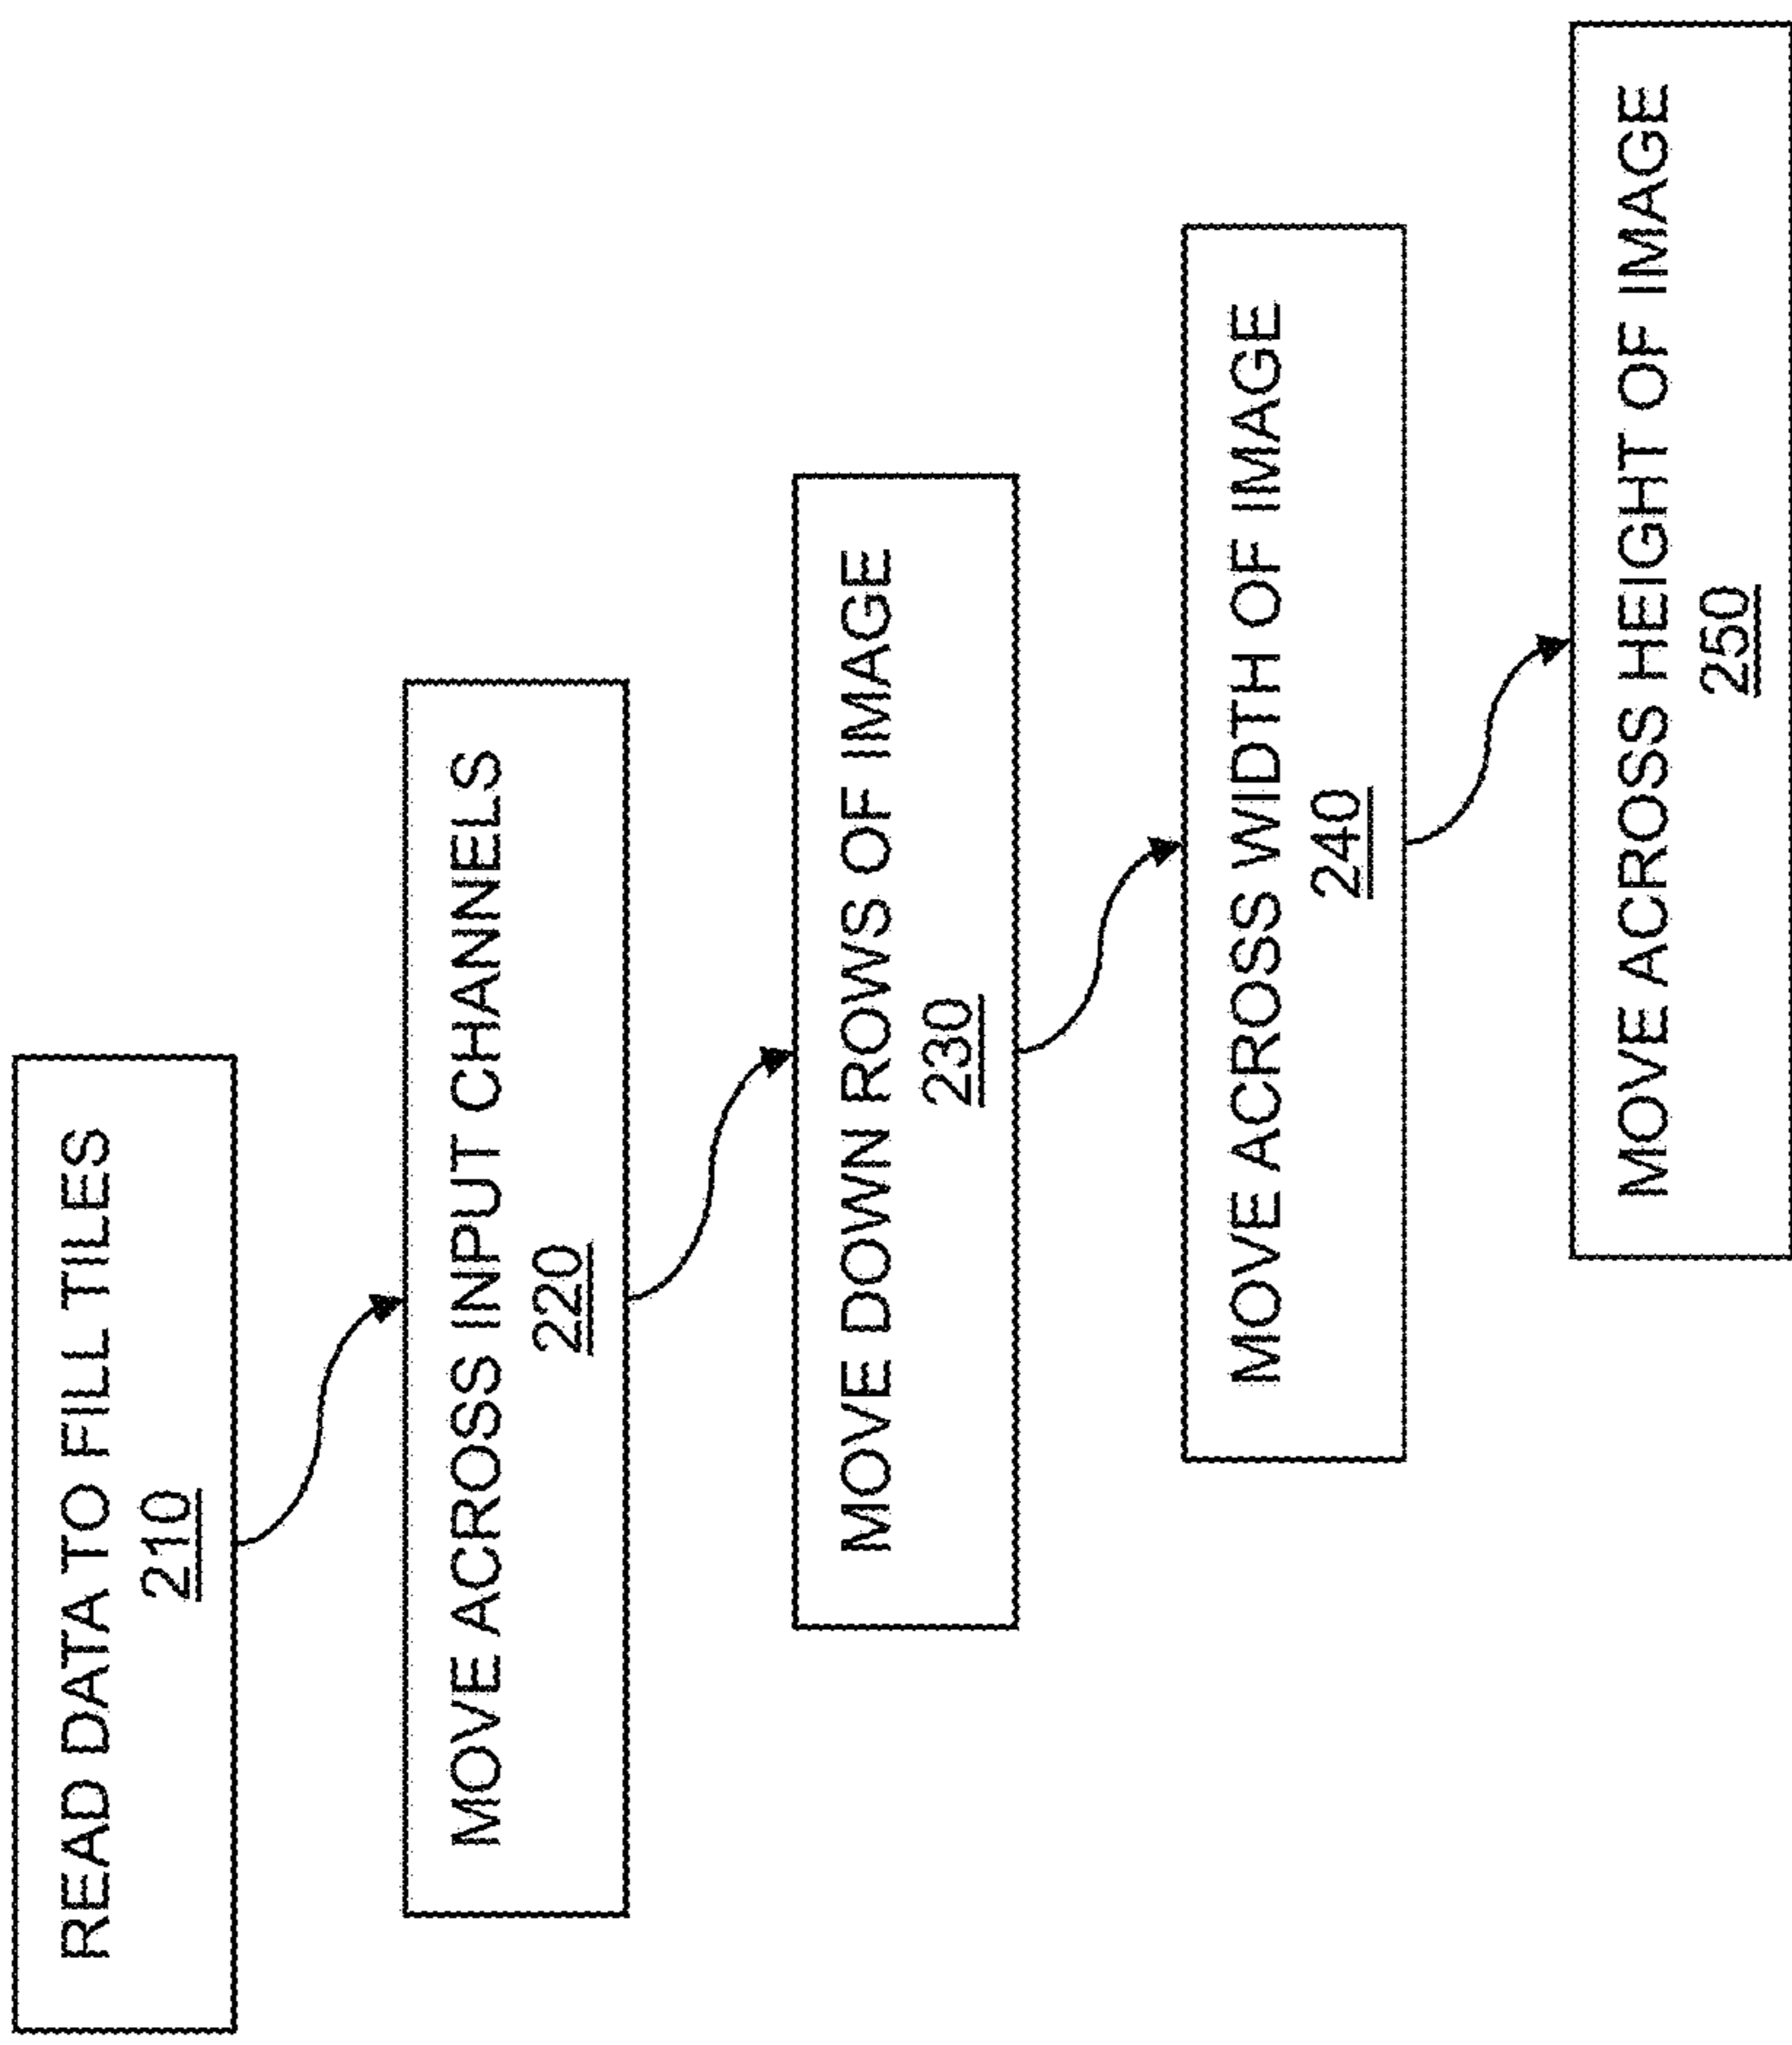 READ DATA TO FILL TILES
210
MOVE ACROSS INPUT CHANNELS
220
MOVE DOWN ROWS OF IMAGE
230
MOVE ACROSS WIDTH OF IMAGE
240
MOVE ACROSS HEIGHT OF IMAGE
250